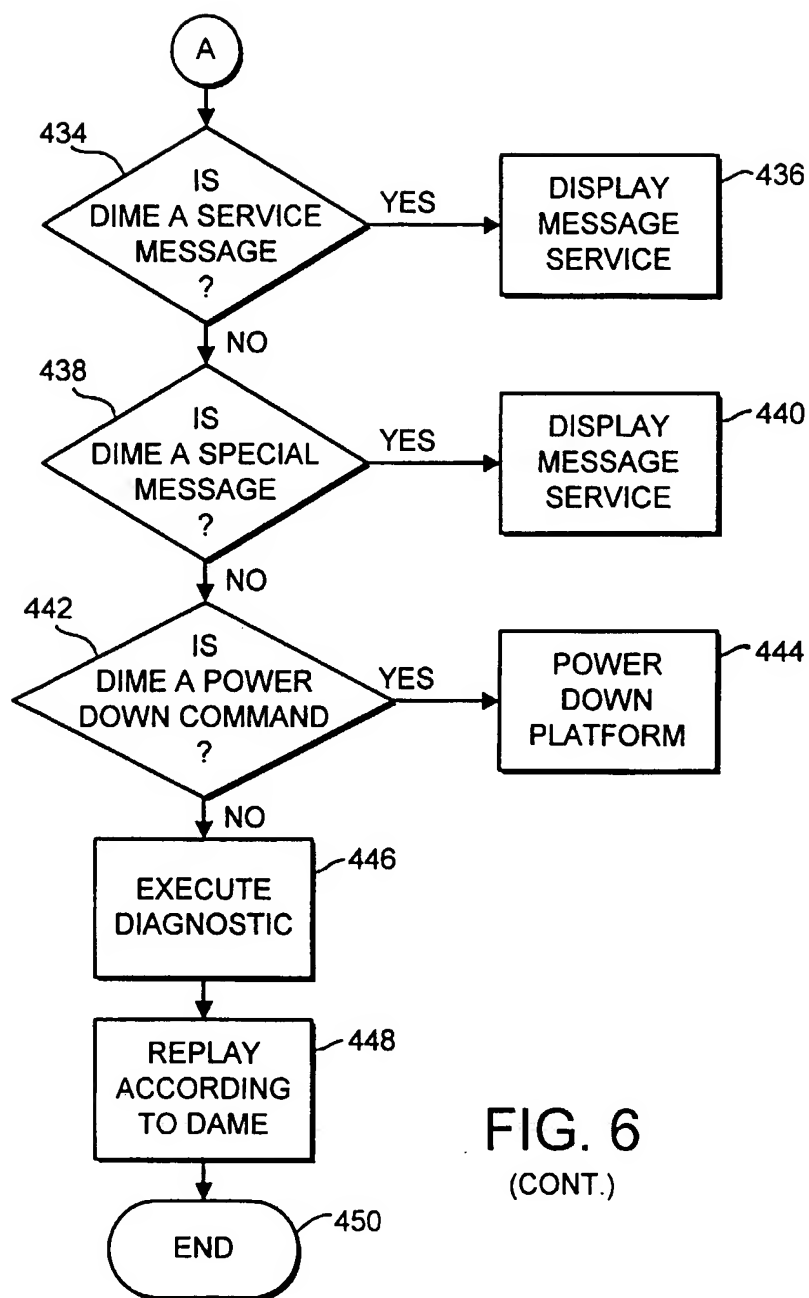 A
434
IS
DIME A SERVICE
MESSAGE
?
YES
DISPLAY
MESSAGE
SERVICE
436
NO
438
IS
DIME A SPECIAL
MESSAGE
?
YES
DISPLAY
MESSAGE
SERVICE
440
NO
442
IS
DIME A POWER
DOWN COMMAND
?
YES
POWER
DOWN
PLATFORM
444
NO
EXECUTE
DIAGNOSTIC
446
REPLAY
ACCORDING
TO DAME
448
END
450
FIG. 6
(CONT.)